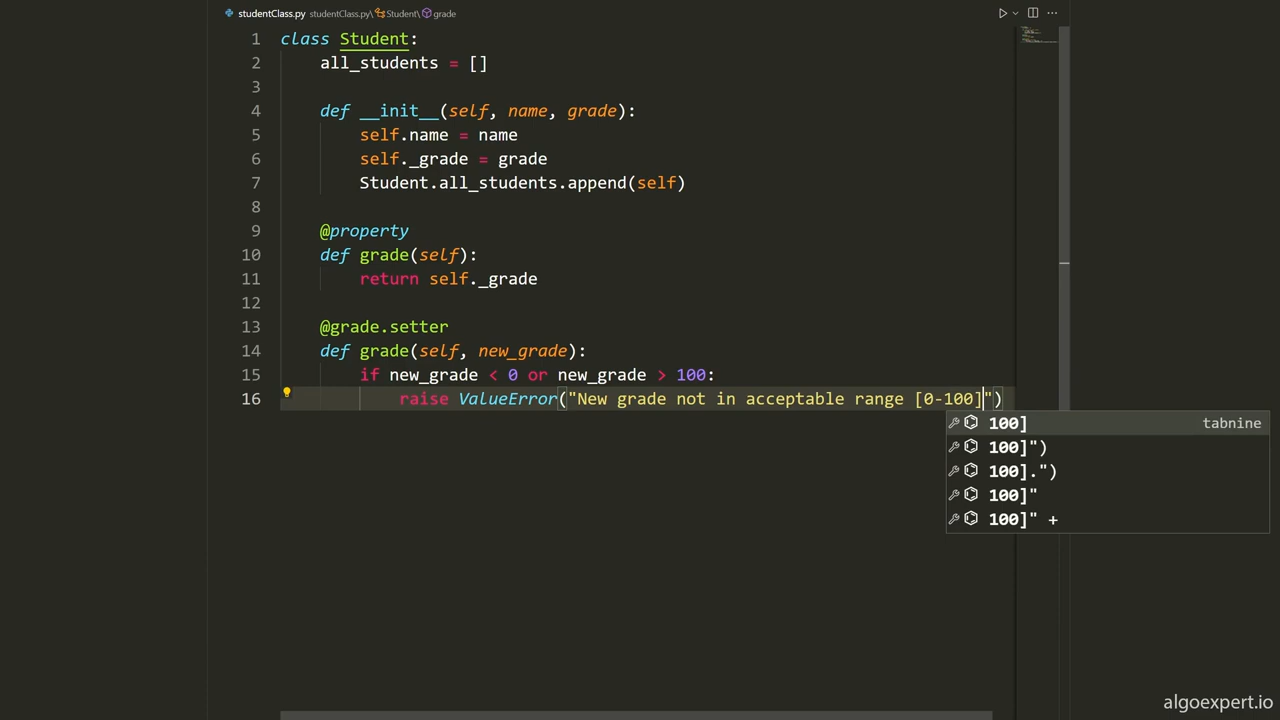 studentClass.py studentClass.py\Student\grade
1 class Student:
2 all_students = []
3
4 def __init__(self, name, grade):
5 self.name = name
6 self._grade = grade
7 Student.all_students.append(self)
8
9 @property
10 def grade(self):
11 return self._grade
12
13 @grade.setter
14 def grade(self, new_grade):
15 if new_grade < 0 or new_grade > 100:
16 raise ValueError("New grade not in acceptable range [0-100]")
100] tabnine
100]")
100].")
100]"
100]" +
algoexpert.io